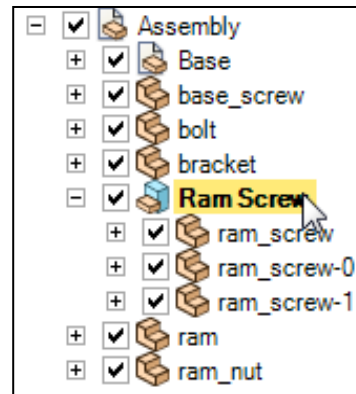 Assembly
Base
base_screw
bolt
bracket
Ram Screw
ram_screw
ram_screw-0
ram_screw-1
ram
ram_nut